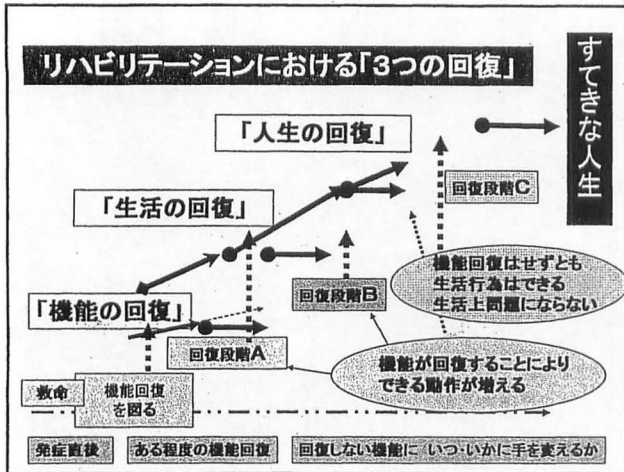 リハビリテーションにおける「3つの回復」
すてきな人生
「人生の回復」
回復段階C
「生活の回復」
機能回復はせずとも
生活行為はできる
生活上問題にならない
回復段階B
「機能の回復」
回復段階A
機能が回復することにより
できる動作が増える
救命
機能回復
を図る
発症直後
ある程度の機能回復
回復しない機能に いつ・いかに手を変えるか